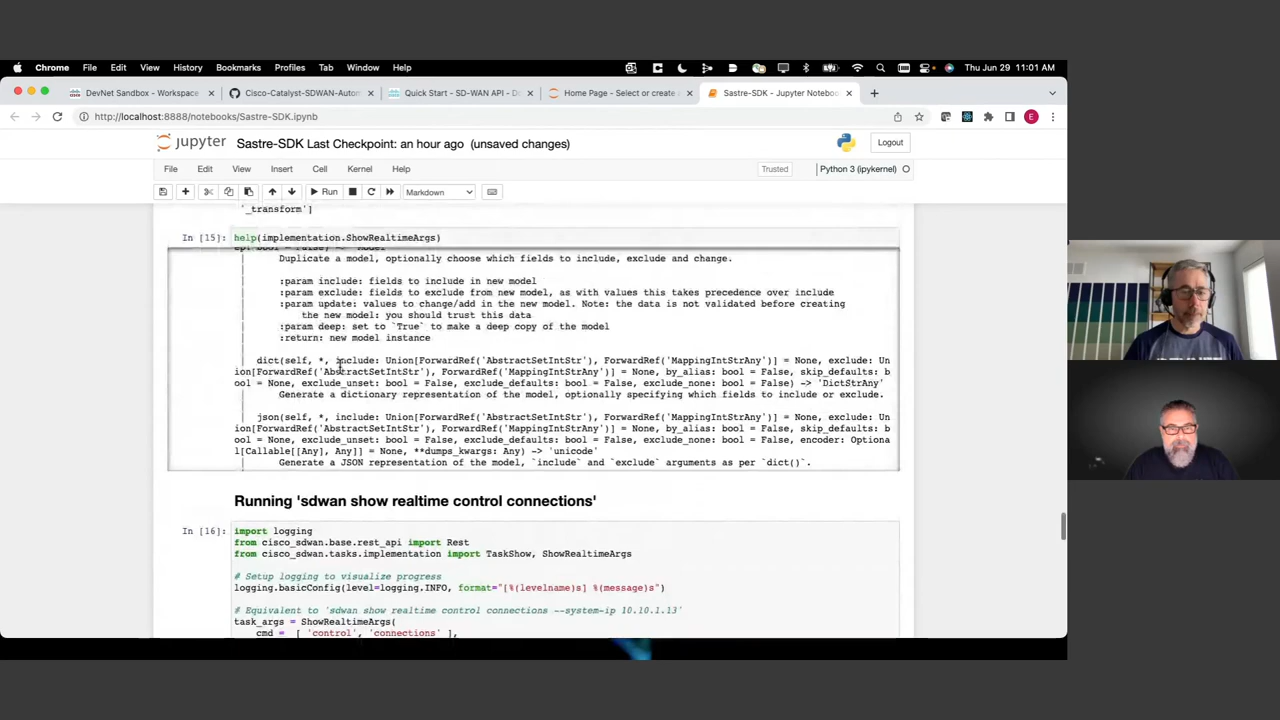 Chrome File Edit View History Bookmarks Profiles Tab Window Help Thu Jun 29 11:01 AM
DevNet Sandbox - Workspace Cisco-Catalyst-SDWAN-Auton Quick Start - SD-WAN API - D Home Page - Select or create a Sastre-SDK - Jupyter Noteboo
http://localhost:8888/notebooks/Sastre-SDK.ipynb
E
jupyter Sastre-SDK Last Checkpoint: an hour ago (unsaved changes) Logout
File Edit View Insert Cell Kernel Help Trusted Python 3 (ipykernel)
Run Markdown
'_transform']
In [15]: help(implementation.ShowRealtimeArgs)
Duplicate a model, optionally choose which fields to include, exclude and change.
:param include: fields to include in new model
:param exclude: fields to exclude from new model, as with values this takes precedence over include
:param update: values to change/add in the new model. Note: the data is not validated before creating
the new model: you should trust this data
:param deep: set to `True` to make a deep copy of the model
:return: new model instance
dict(self, *, include: Union[ForwardRef('AbstractSetIntStr'), ForwardRef('MappingIntStrAny')] = None, exclude: Un
ion[ForwardRef('AbstractSetIntStr'), ForwardRef('MappingIntStrAny')] = None, by_alias: bool = False, skip_defaults: b
ool = None, exclude_unset: bool = False, exclude_defaults: bool = False, exclude_none: bool = False) -> 'DictStrAny'
Generate a dictionary representation of the model, optionally specifying which fields to include or exclude.
json(self, *, include: Union[ForwardRef('AbstractSetIntStr'), ForwardRef('MappingIntStrAny')] = None, exclude: Un
ion[ForwardRef('AbstractSetIntStr'), ForwardRef('MappingIntStrAny')] = None, by_alias: bool = False, skip_defaults: b
ool = None, exclude_unset: bool = False, exclude_defaults: bool = False, exclude_none: bool = False, encoder: Optiona
l[Callable[[Any], Any]] = None, **dumps_kwargs: Any) -> 'unicode'
Generate a JSON representation of the model, `include` and `exclude` arguments as per `dict()`.
Running 'sdwan show realtime control connections'
In [16]: import logging
from cisco_sdwan.base.rest_api import Rest
from cisco_sdwan.tasks.implementation import TaskShow, ShowRealtimeArgs
# Setup logging to visualize progress
logging.basicConfig(level=logging.INFO, format="[%(levelname)s] %(message)s")
# Equivalent to 'sdwan show realtime control connections --system-ip 10.10.1.13'
task_args = ShowRealtimeArgs(
cmd = [ 'control', 'connections' ],